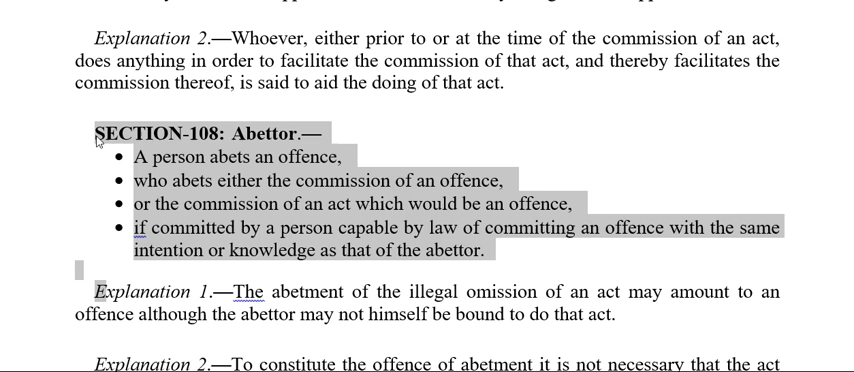 Explanation 2.—Whoever, either prior to or at the time of the commission of an act,
does anything in order to facilitate the commission of that act, and thereby facilitates the
commission thereof, is said to aid the doing of that act.
SECTION-108: Abettor.—
• A person abets an offence,
• who abets either the commission of an offence,
• or the commission of an act which would be an offence,
• if committed by a person capable by law of committing an offence with the same
intention or knowledge as that of the abettor.
Explanation 1.—The abetment of the illegal omission of an act may amount to an
offence although the abettor may not himself be bound to do that act.
Explanation 2.—To constitute the offence of abetment it is not necessary that the act